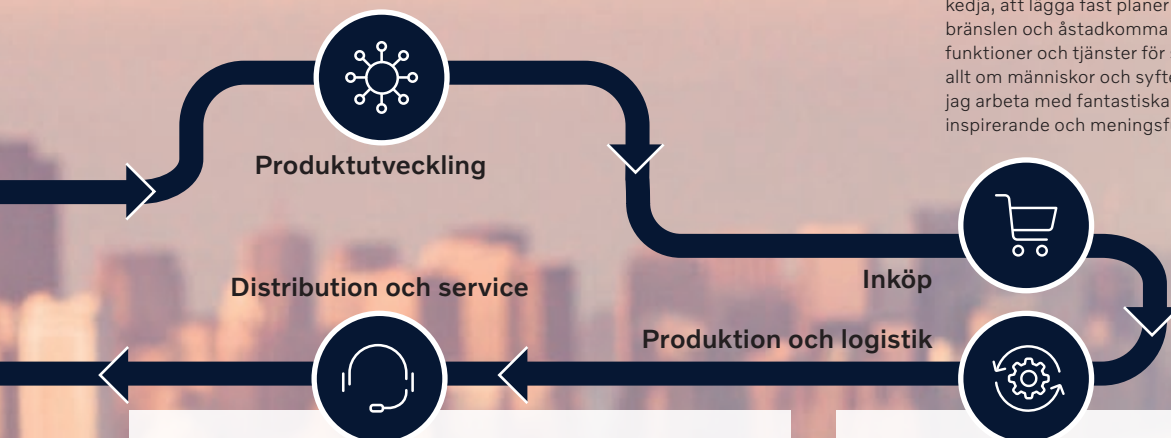 kedja, att lägga fast planer
bränslen och åstadkomma
funktioner och tjänster för
allt om människor och syfte
jag arbeta med fantastiska
inspirerande och meningsf
Produktutveckling
Inköp
Distribution och service
Produktion och logistik